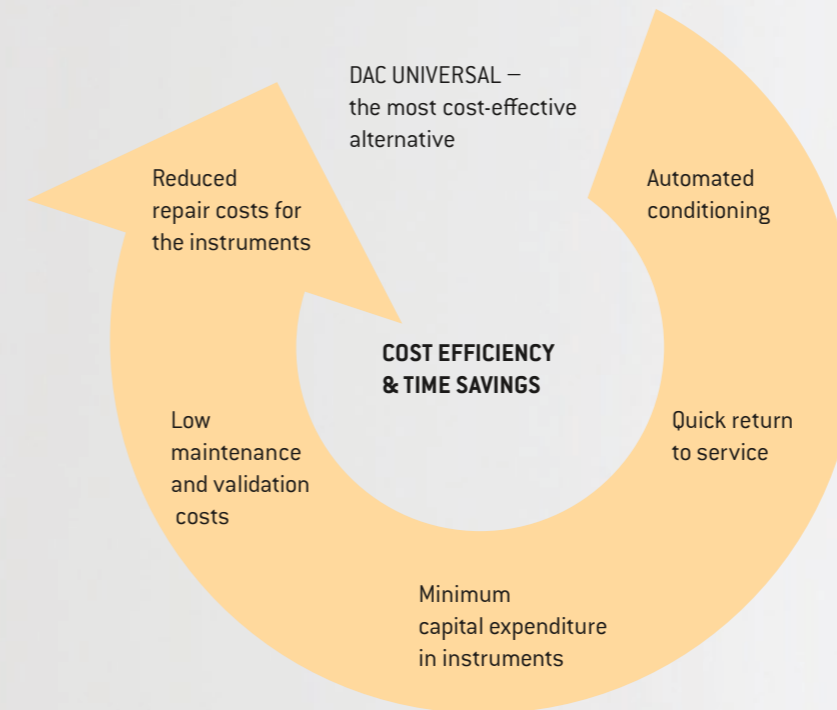 DAC UNIVERSAL –
the most cost-effective
alternative
Automated
conditioning
Quick return
to service
Minimum
capital expenditure
in instruments
Low
maintenance
and validation
costs
Reduced
repair costs for
the instruments
COST EFFICIENCY
& TIME SAVINGS